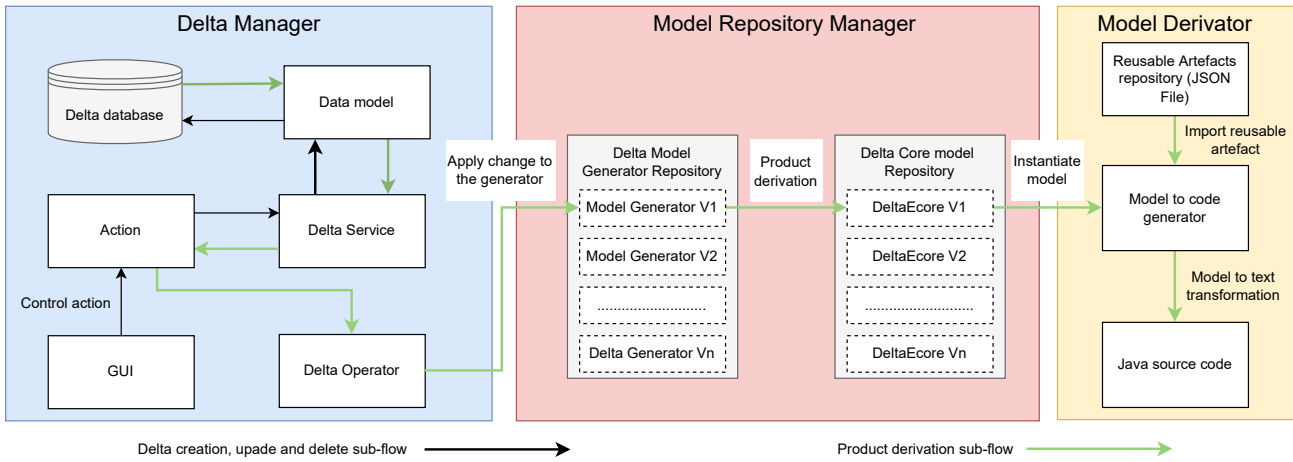 Delta Manager
Delta database
Data model
Action
Delta Service
Control action
GUI
Delta Operator
Apply change to
the generator
Model Repository Manager
Delta Model
Generator Repository
Model Generator V1
Model Generator V2
...........................
Delta Generator Vn
Product
derivation
Delta Core model
Repository
DeltaEcore V1
DeltaEcore V2
..........................
DeltaEcore Vn
Instantiate
model
Model Derivator
Reusable Artefacts
repository (JSON
File)
Import reusable
artefact
Model to code
generator
Model to text
transformation
Java source code
Delta creation, upade and delete sub-flow
Product derivation sub-flow